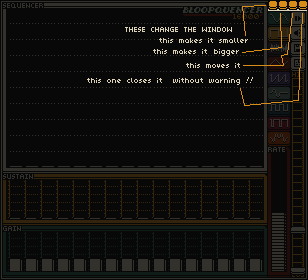 SEQUENCER
BLOOPQUENCER
THESE CHANGE THE WINDOW
this makes it smaller
this makes it bigger
this moves it
this one closes it without warning !!
RATE
SUSTAIN
GAIN